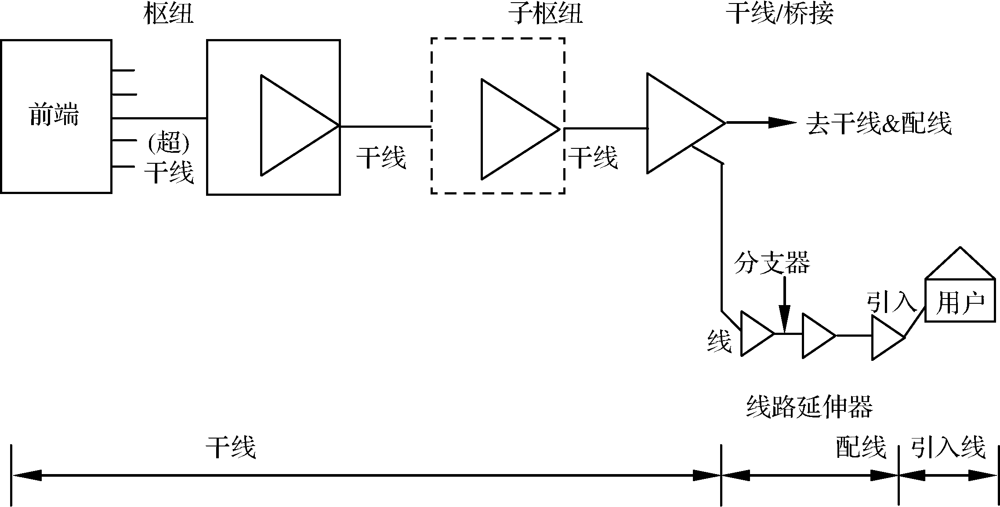 枢纽
子枢纽
干线/桥接
前端
(超)
干线
干线
干线
去干线&配线
分支器
引入
用户
线
线路延伸器
干线
配线
引入线